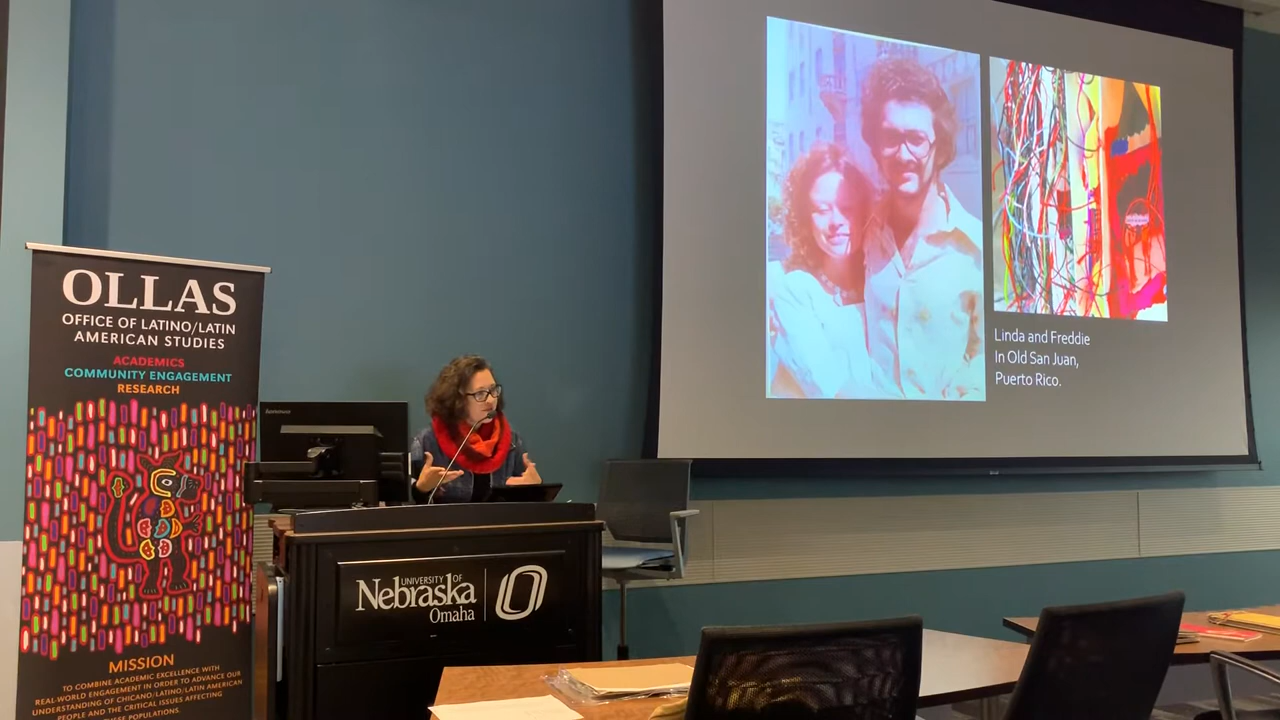 OLLAS
OFFICE OF LATINO/LATIN
AMERICAN STUDIES
ACADEMICS
COMMUNITY ENGAGEMENT
RESEARCH
MISSION
TO COMBINE ACADEMIC EXCELLENCE WITH
REAL-WORLD ENGAGEMENT IN ORDER TO ADVANCE OUR
UNDERSTANDING OF CHICANO/LATINO/LATIN AMERICAN
PEOPLE AND THE CRITICAL ISSUES AFFECTING
THESE POPULATIONS.
UNIVERSITY OF
Nebraska
Omaha
Linda and Freddie
In Old San Juan,
Puerto Rico.